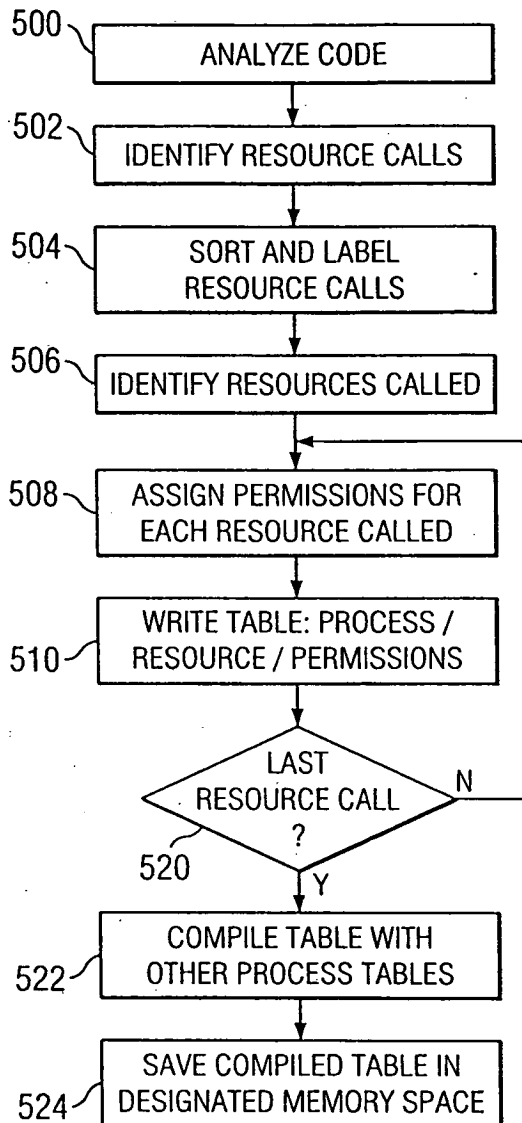 500
ANALYZE CODE
502
IDENTIFY RESOURCE CALLS
504
SORT AND LABEL
RESOURCE CALLS
506
IDENTIFY RESOURCES CALLED
508
ASSIGN PERMISSIONS FOR
EACH RESOURCE CALLED
510
WRITE TABLE: PROCESS /
RESOURCE / PERMISSIONS
LAST
RESOURCE CALL
?
N
520
Y
522
COMPILE TABLE WITH
OTHER PROCESS TABLES
524
SAVE COMPILED TABLE IN
DESIGNATED MEMORY SPACE